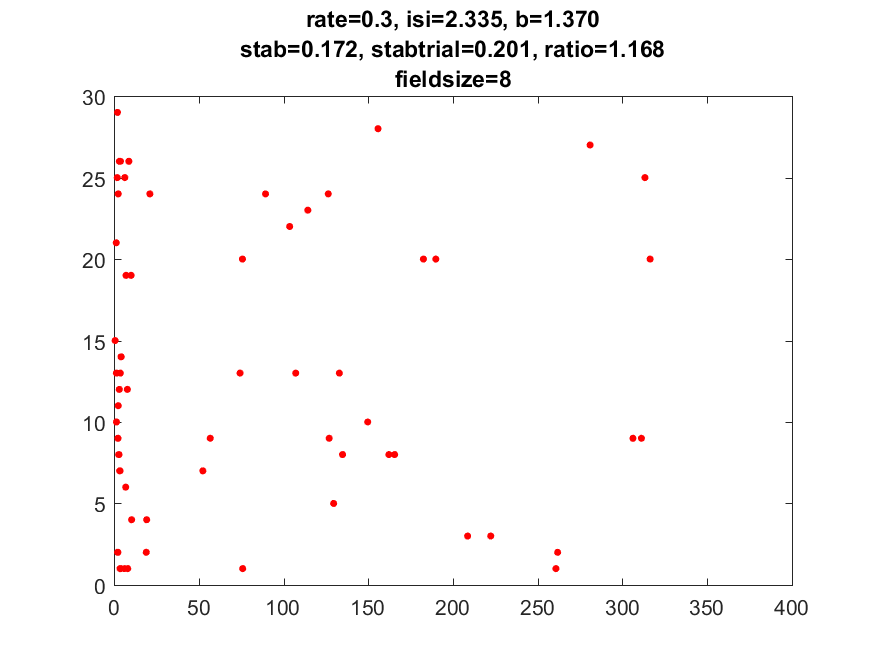 rate=0.3, isi=2.335, b=1.370
stab=0.172, stabtrial=0.201, ratio=1.168
fieldsize=8
30
25
20
15
10
5
0
0 50 100 150 200 250 300 350 400